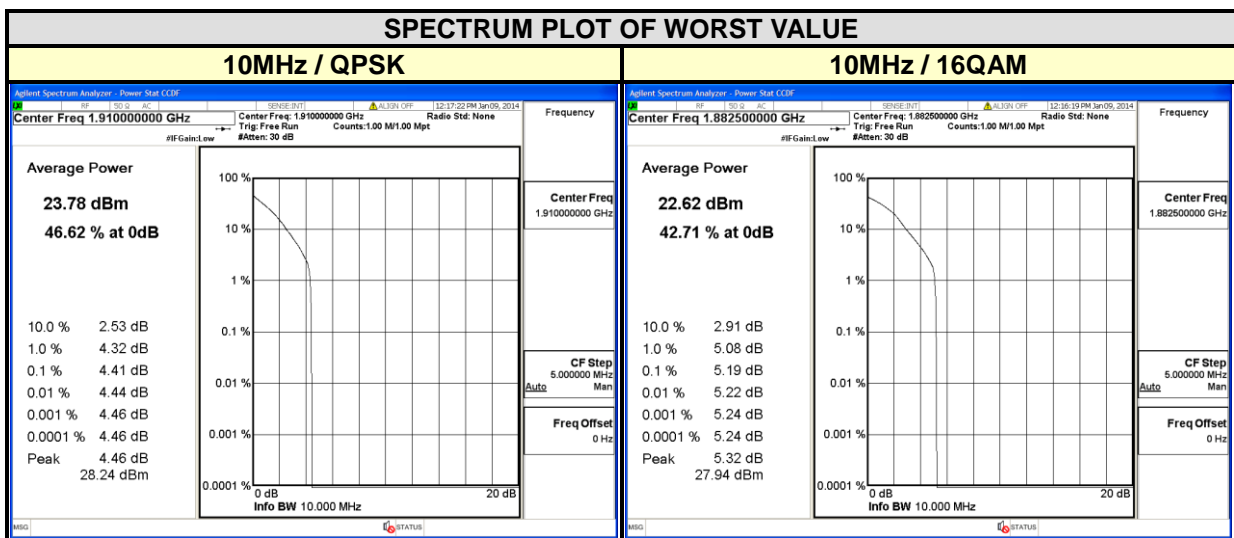 SPECTRUM PLOT OF WORST VALUE
10MHz / QPSK
10MHz / 16QAM
Agilent Spectrum Analyzer - Power Stat CCDF
RF 50 Ω AC SENSE:INT ALIGN OFF 12:17:22 PM Jan 09, 2014
Center Freq 1.910000000 GHz
Center Freq: 1.910000000 GHz Radio Std: None
Trig: Free Run Counts:1.00 M/1.00 Mpt
#IFGain:Low #Atten: 30 dB
Frequency
Average Power
23.78 dBm
46.62 % at 0dB
10.0 % 2.53 dB
1.0 % 4.32 dB
0.1 % 4.41 dB
0.01 % 4.44 dB
0.001 % 4.46 dB
0.0001 % 4.46 dB
Peak 4.46 dB
28.24 dBm
100 %
10 %
1 %
0.1 %
0.01 %
0.001 %
0.0001 %
0 dB 20 dB
Info BW 10.000 MHz
Center Freq
1.910000000 GHz
CF Step
5.000000 MHz
Auto Man
Freq Offset
0 Hz
MSG STATUS
Agilent Spectrum Analyzer - Power Stat CCDF
RF 50 Ω AC SENSE:INT ALIGN OFF 12:16:19 PM Jan 09, 2014
Center Freq 1.882500000 GHz
Center Freq: 1.882500000 GHz Radio Std: None
Trig: Free Run Counts:1.00 M/1.00 Mpt
#IFGain:Low #Atten: 30 dB
Frequency
Average Power
22.62 dBm
42.71 % at 0dB
10.0 % 2.91 dB
1.0 % 5.08 dB
0.1 % 5.19 dB
0.01 % 5.22 dB
0.001 % 5.24 dB
0.0001 % 5.24 dB
Peak 5.32 dB
27.94 dBm
100 %
10 %
1 %
0.1 %
0.01 %
0.001 %
0.0001 %
0 dB 20 dB
Info BW 10.000 MHz
Center Freq
1.882500000 GHz
CF Step
5.000000 MHz
Auto Man
Freq Offset
0 Hz
MSG STATUS